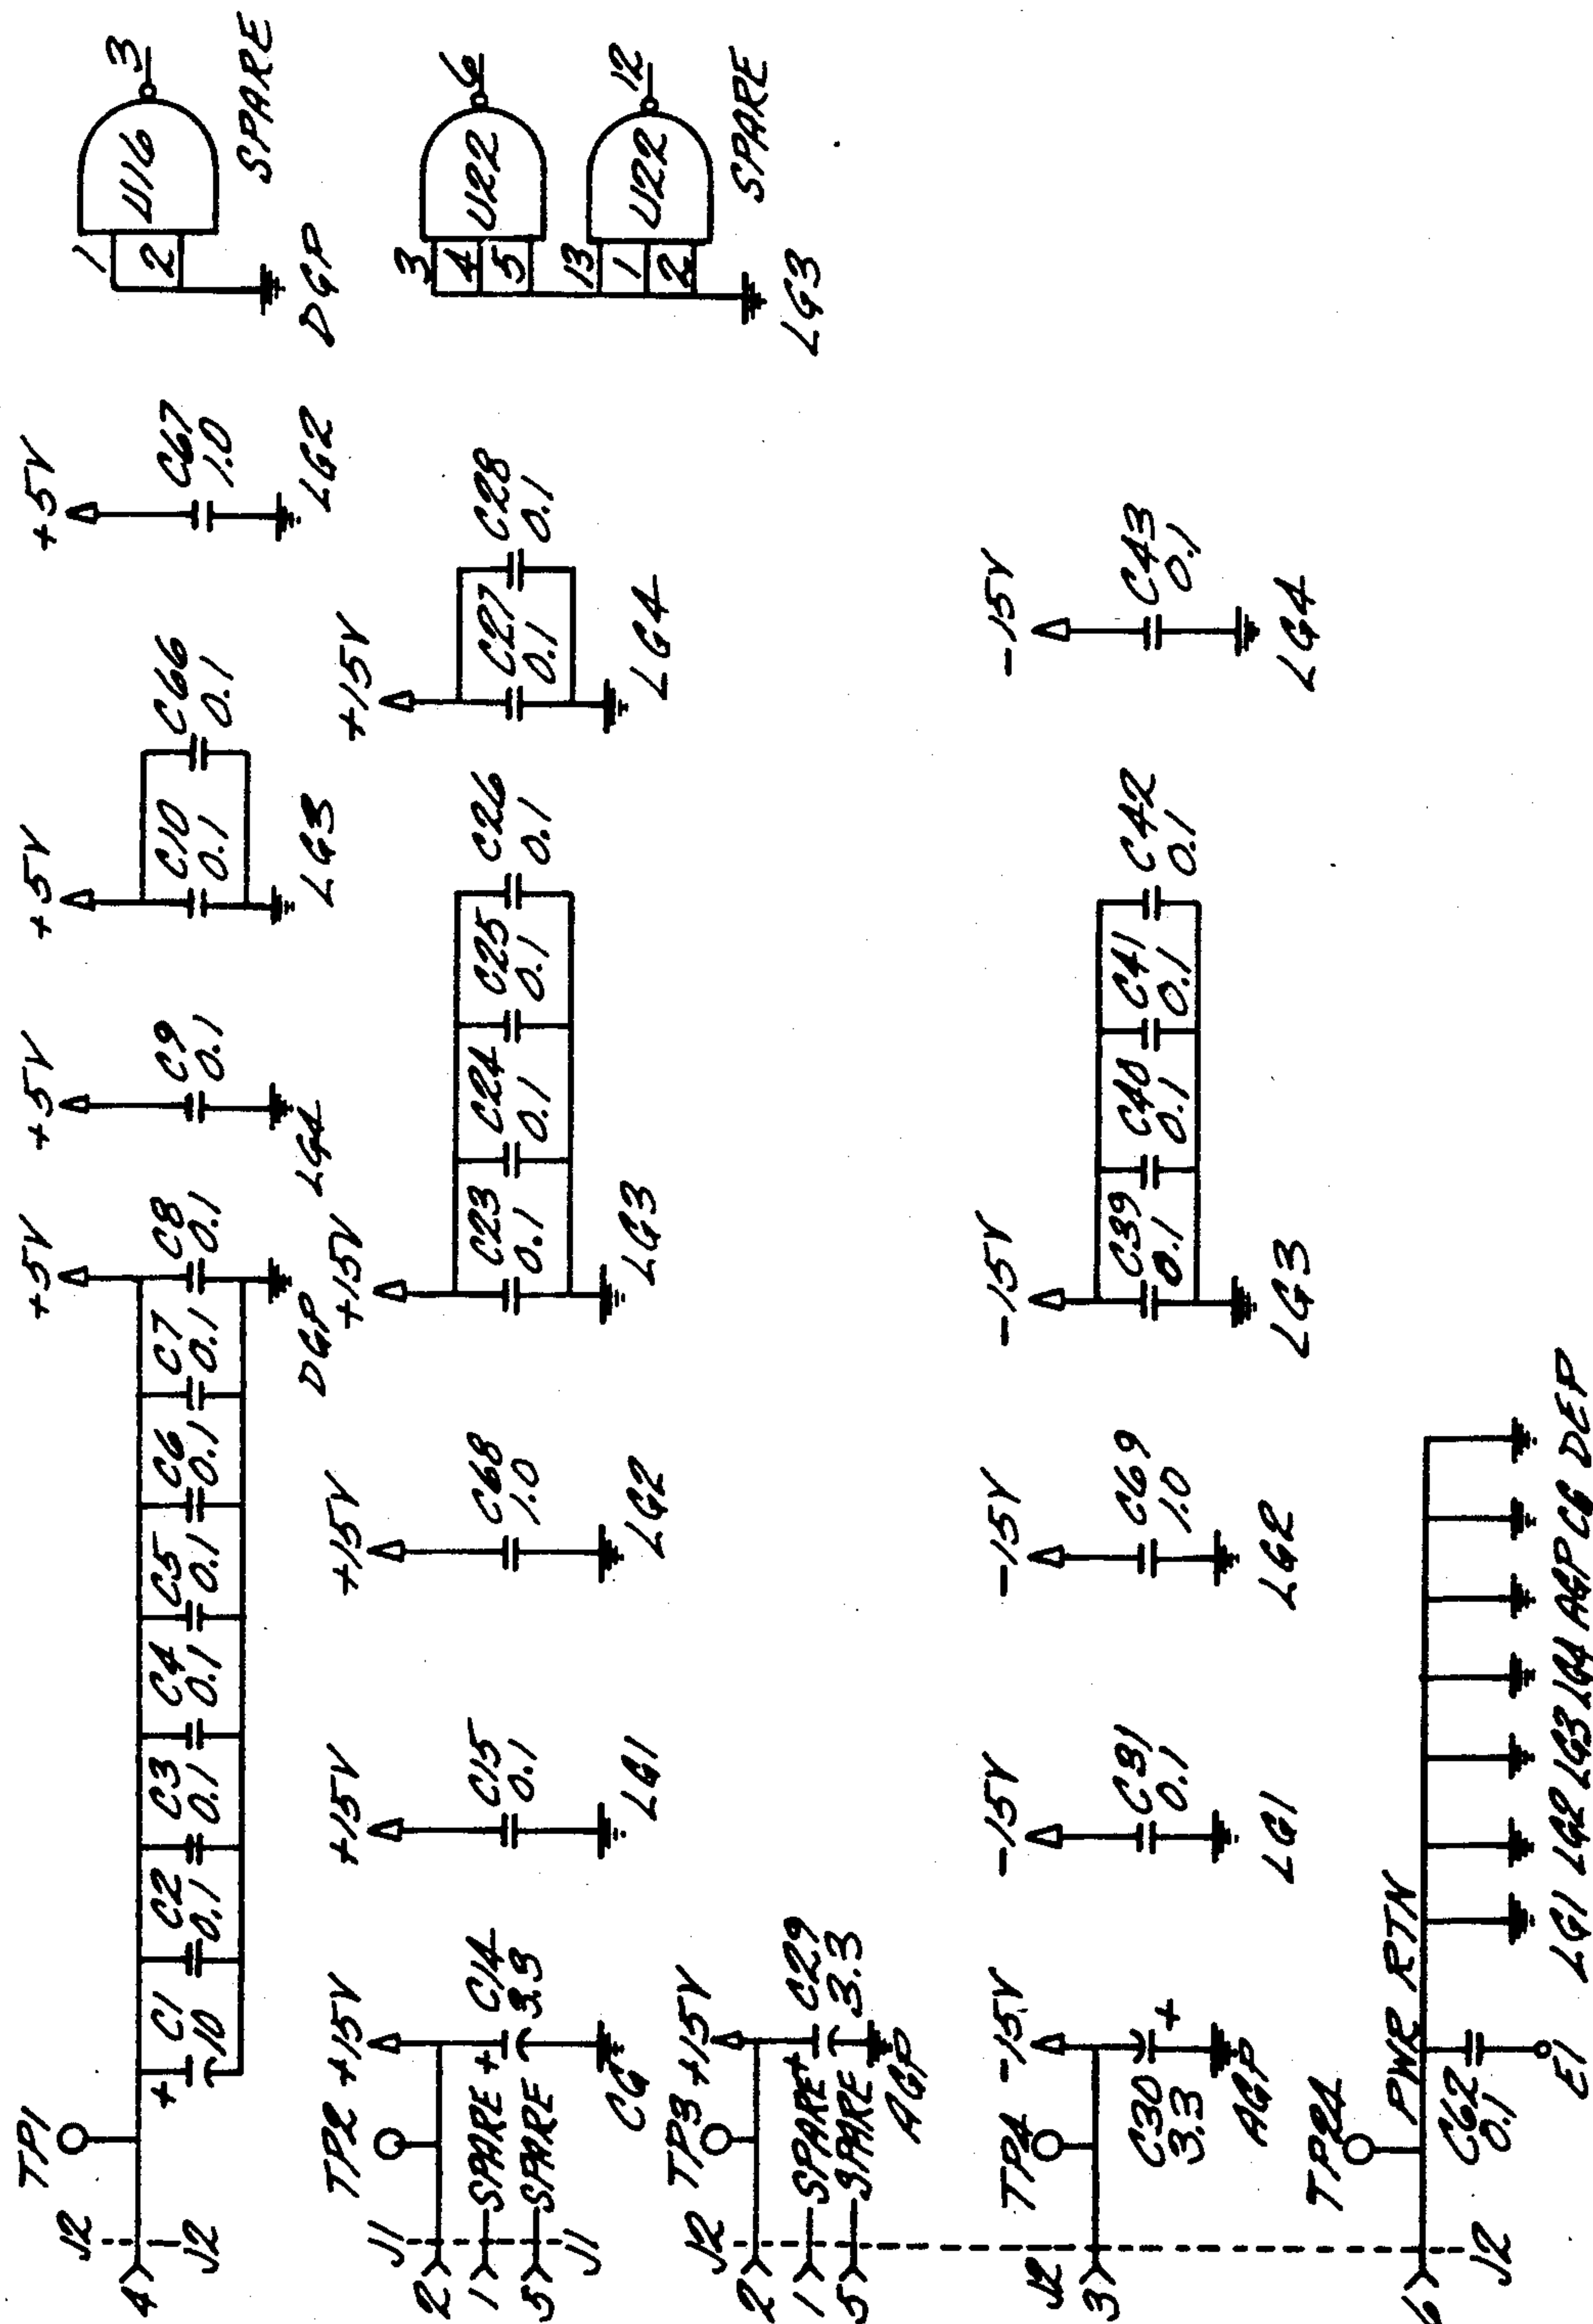 J2
4
J2
TP1
+
C1
10
C2
0.1
C3
0.1
C4
0.1
C5
0.1
C6
0.1
C7
0.1
C8
0.1
+5V
DGP
+5V
C9
0.1
LG4
+5V
C10
0.1
C66
0.1
LG3
+5V
C67
1.0
LG2
1
2
U16
3
SPARE
DGP
J1
2
1
SPARE
5
SPARE
J1
TP2
+15V
+
C14
3.3
CG
+15V
C15
0.1
LG1
+15V
C68
1.0
LG2
+15V
C23
0.1
C24
0.1
C25
0.1
C26
0.1
LG3
+15V
C27
0.1
C28
0.1
LG4
3
4
5
U22
6
13
1
2
U22
12
SPARE
LG3
J2
2
1
SPARE
5
SPARE
TP3
+15V
+
C29
3.3
AGP
J2
3
TP4
-15V
C30
3.3
+
AGP
-15V
C31
0.1
LG1
-15V
C69
1.0
LG2
-15V
C39
0.1
C40
0.1
C41
0.1
C42
0.1
LG3
-15V
C43
0.1
LG4
6
J2
TP24
PWR RTN
C62
0.1
E1
LG1 LG2 LG3 LG4 AGP CG DEP